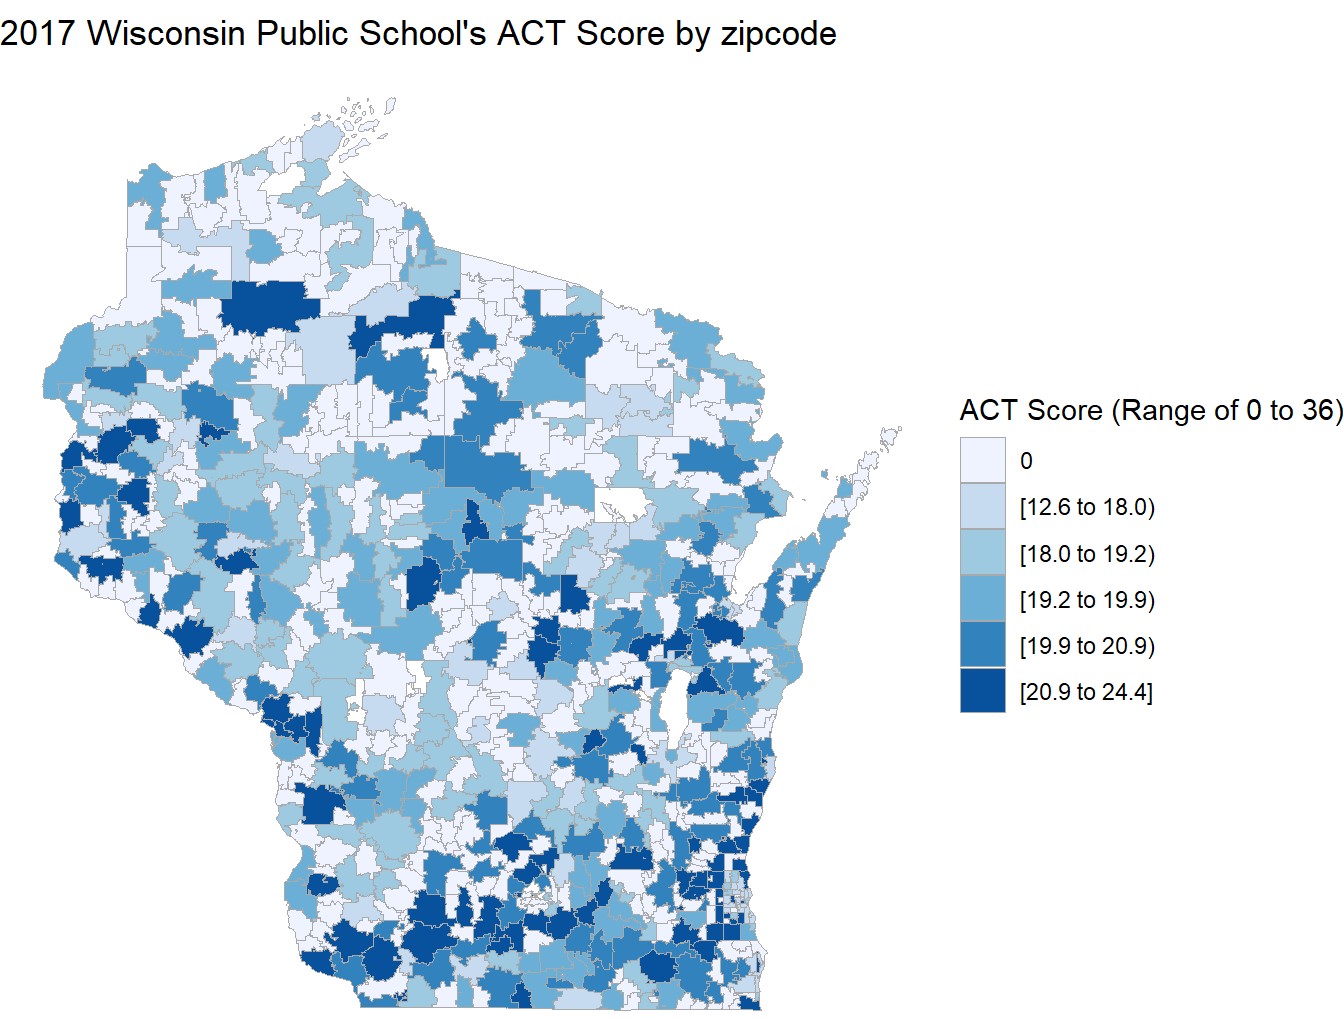 2017 Wisconsin Public School's ACT Score by zipcode
ACT Score (Range of 0 to 36)
0
[12.6 to 18.0)
[18.0 to 19.2)
[19.2 to 19.9)
[19.9 to 20.9)
[20.9 to 24.4]